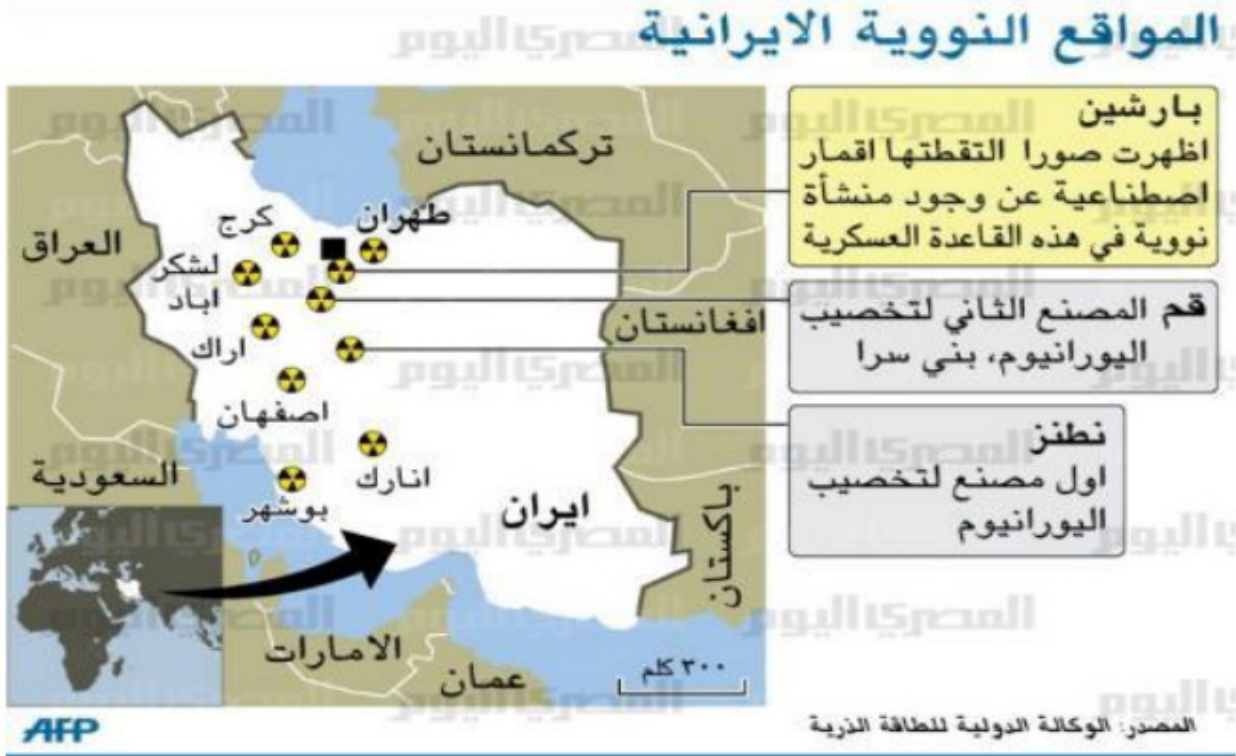 المواقع النووية الايرانية
بارشين
اظهرت صورا التقطتها اقمار
اصطناعية عن وجود منشأة
نووية في هذه القاعدة العسكرية
قم المصنع الثاني لتخصيب
اليورانيوم، بني سرا
نطنز
اول مصنع لتخصيب
اليورانيوم
تركمانستان
طهران
كرج
العراق
لشكر
اباد
افغانستان
اراك
اصفهان
السعودية
انارك
بوشهر
ايران
باكستان
الامارات
عمان
٣٠٠ كلم
المصدر: الوكالة الدولية للطاقة الذرية
AFP
المصري اليوم